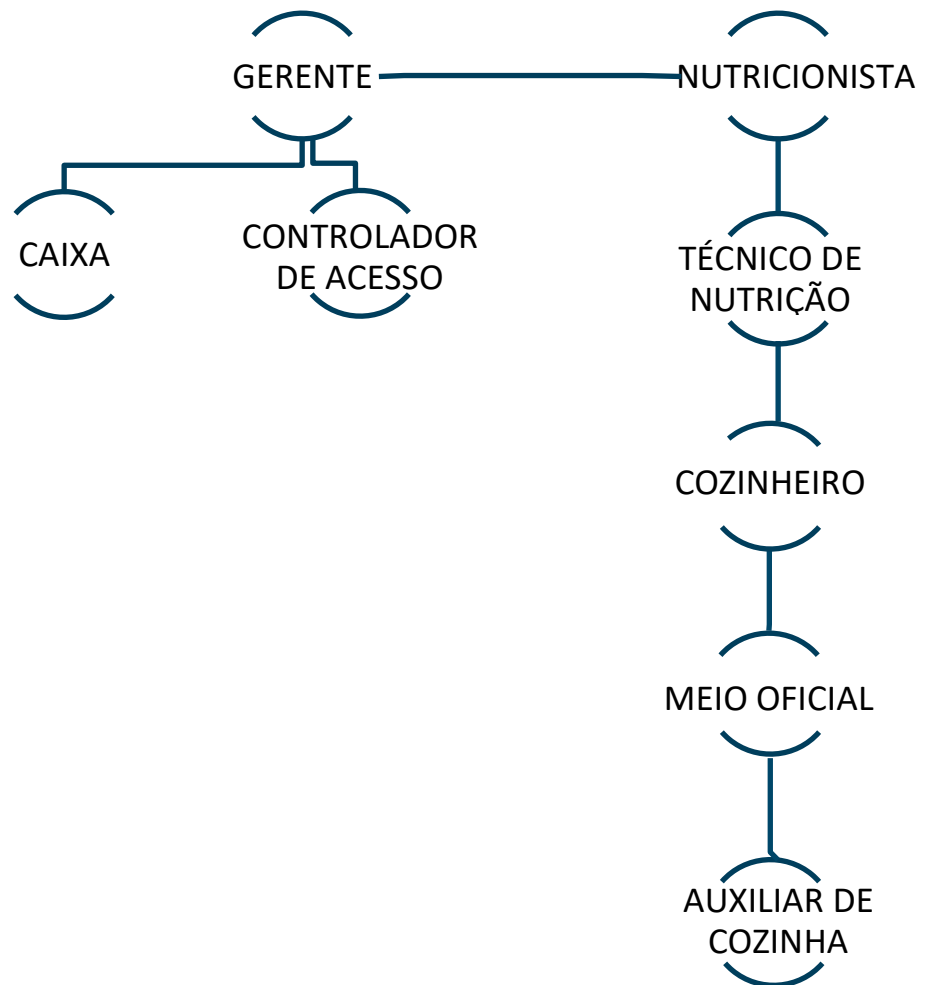 GERENTE
NUTRICIONISTA
CAIXA
CONTROLADOR
DE ACESSO
TÉCNICO DE
NUTRIÇÃO
COZINHEIRO
MEIO OFICIAL
AUXILIAR DE
COZINHA